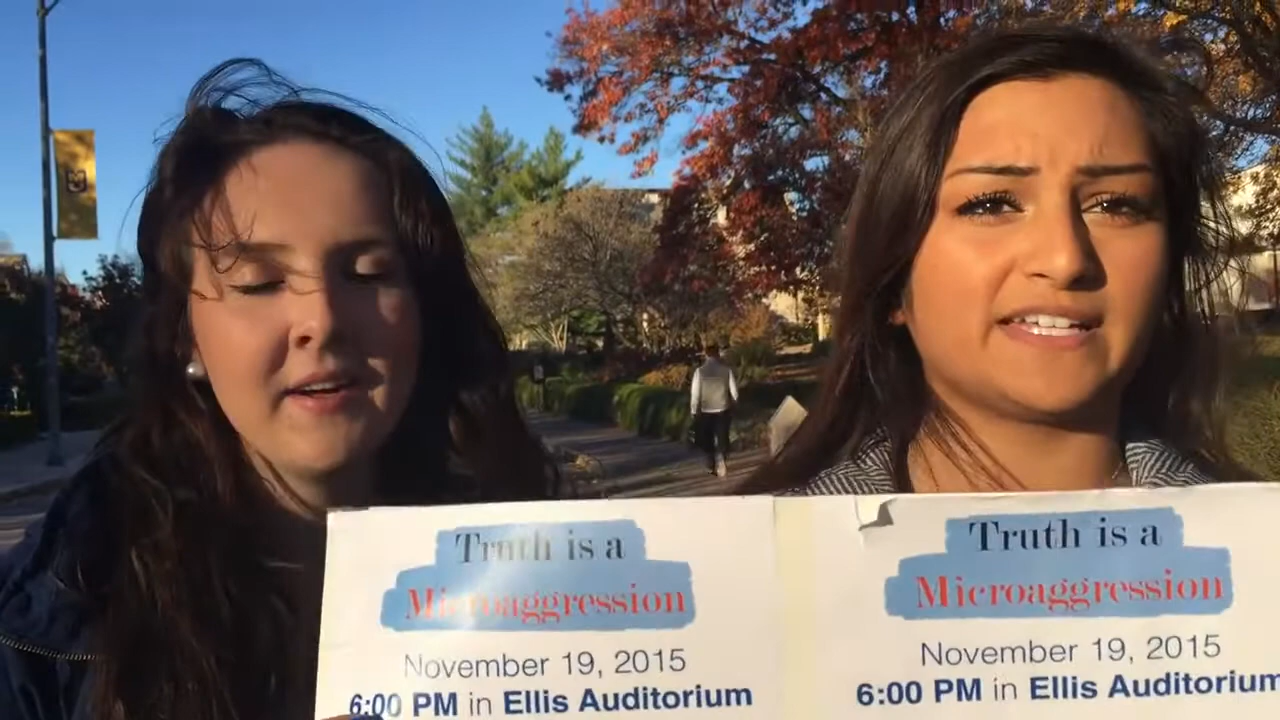 Truth is a
Microaggression
November 19, 2015
6:00 PM in Ellis Auditorium
Truth is a
Microaggression
November 19, 2015
6:00 PM in Ellis Auditorium